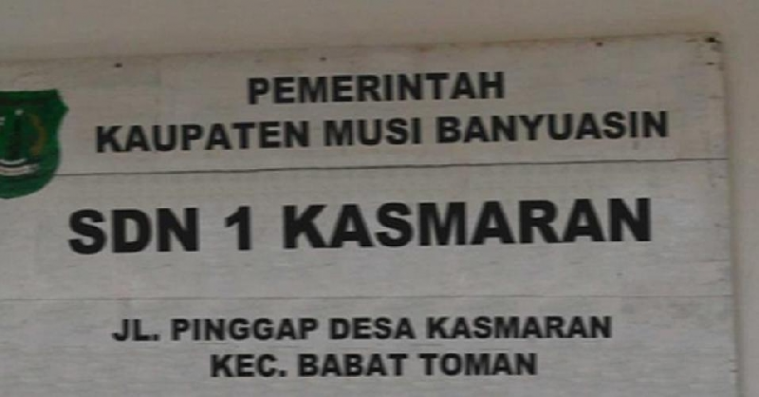 PEMERINTAH
KAUPATEN MUSI BANYUASIN
SDN 1 KASMARAN
JL. PINGGAP DESA KASMARAN
KEC. BABAT TOMAN